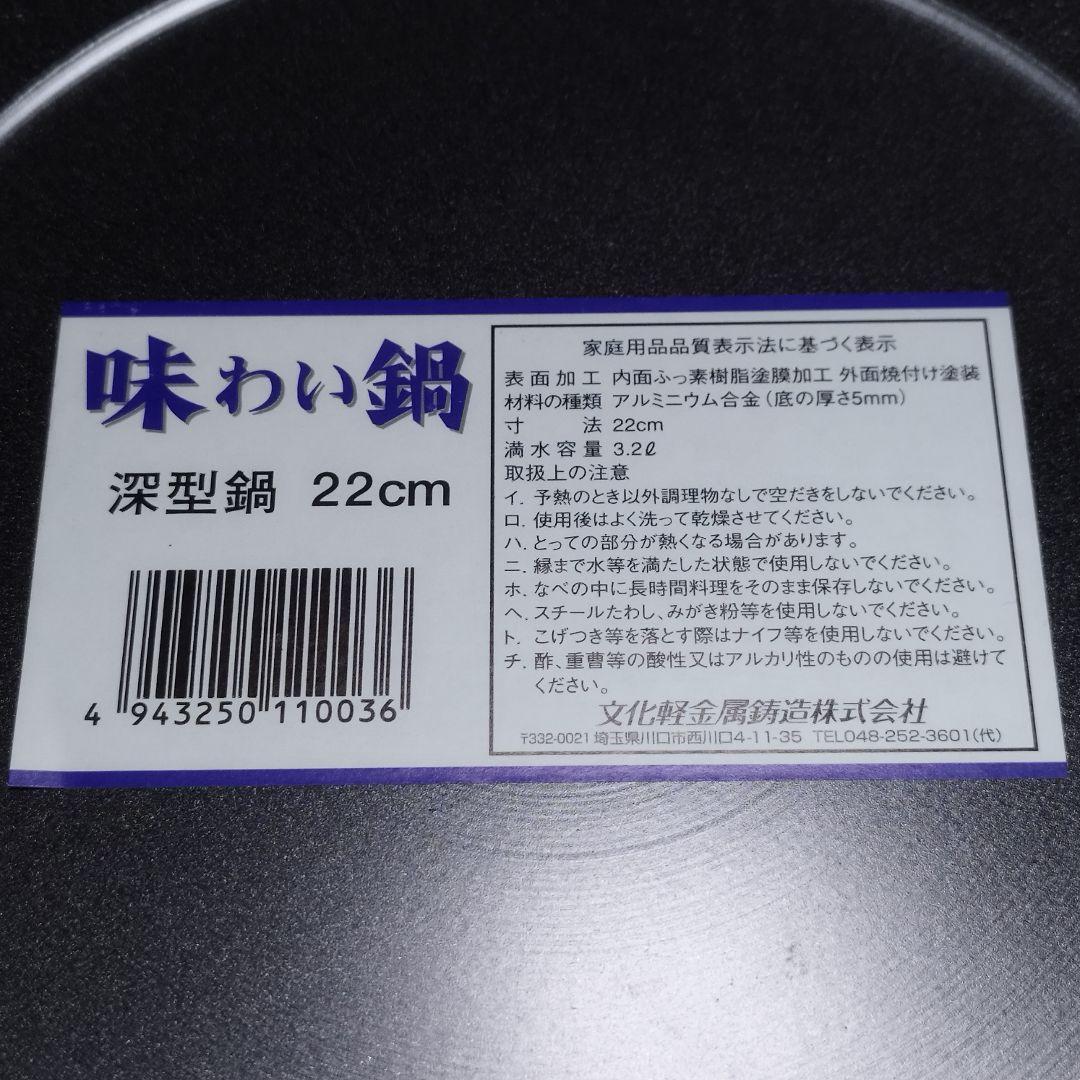 味わい鍋
深型鍋 22cm
4 943250 110036
家庭用品品質表示法に基づく表示
表面加工 内面ふっ素樹脂塗膜加工 外面焼付け塗装
材料の種類 アルミニウム合金(底の厚さ5mm)
寸法 22cm
満水容量 3.2ℓ
取扱上の注意
イ. 予熱のとき以外調理物なしで空だきをしないでください。
ロ. 使用後はよく洗って乾燥させてください。
ハ. とっての部分が熱くなる場合があります。
ニ. 縁まで水等を満たした状態で使用しないでください。
ホ. なべの中に長時間料理をそのまま保存しないでください。
ヘ. スチールたわし、みがき粉等を使用しないでください。
ト. こげつき等を落とす際はナイフ等を使用しないでください。
チ. 酢、重曹等の酸性又はアルカリ性のものの使用は避けて
ください。
文化軽金属鋳造株式会社
〒332-0021 埼玉県川口市西川口4-11-35 TEL048-252-3601(代)